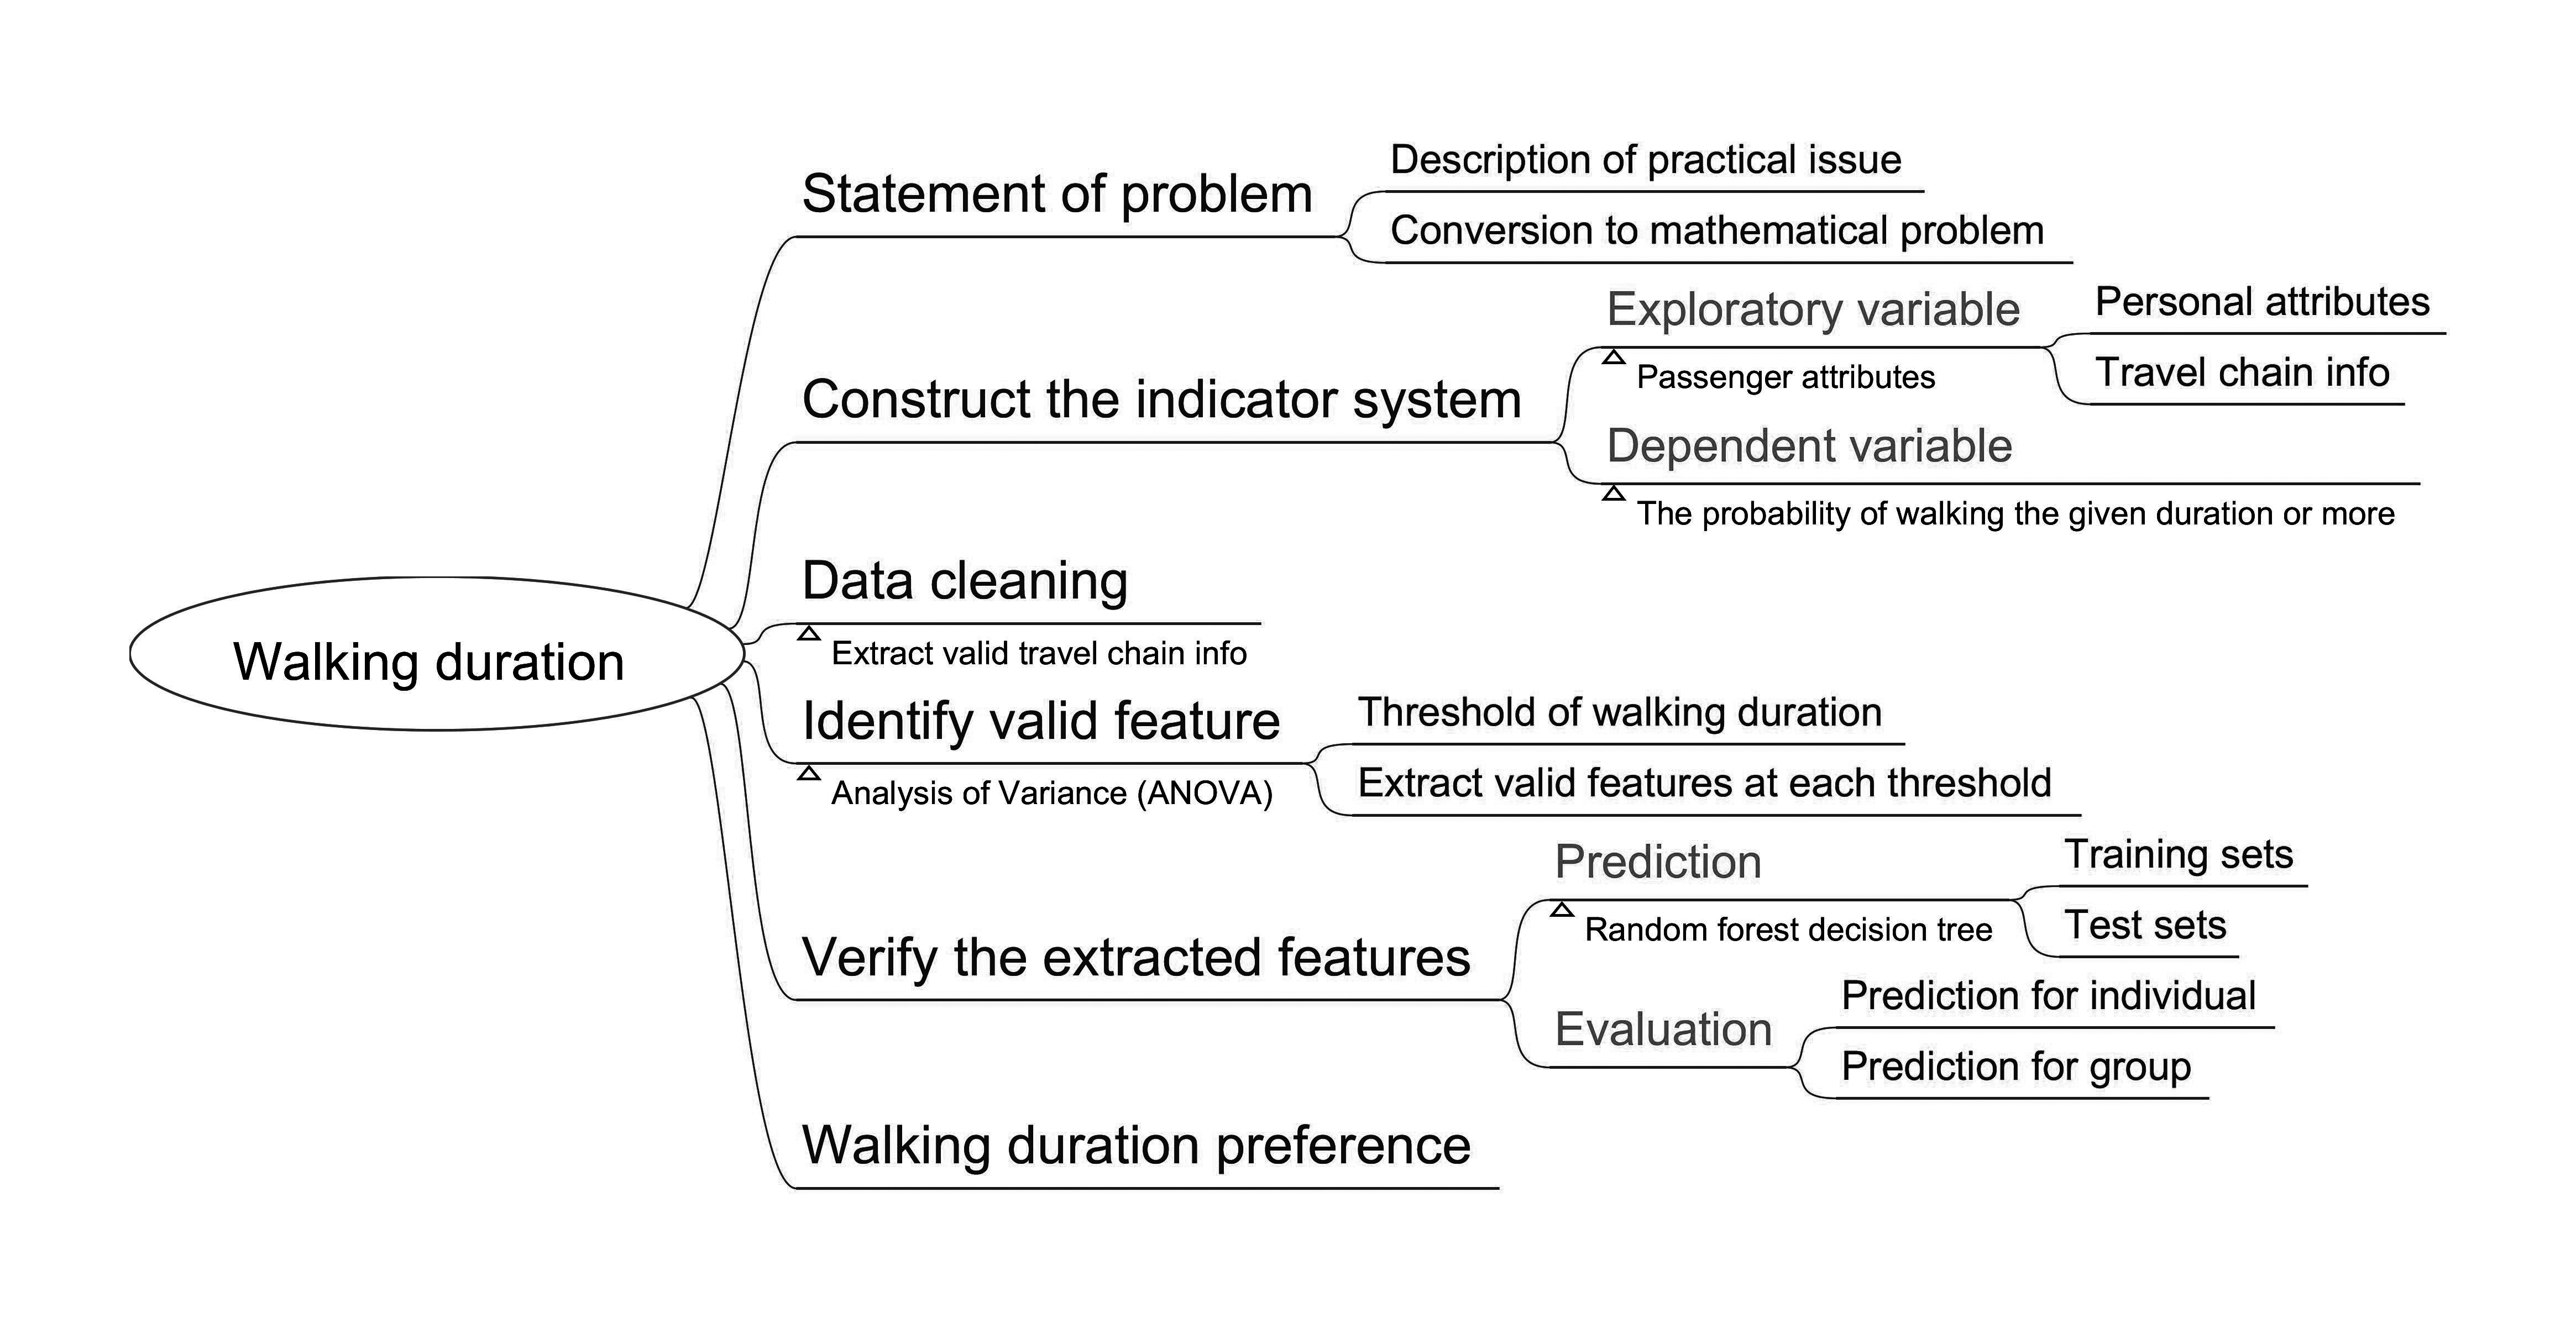 Walking duration
Statement of problem
Description of practical issue
Conversion to mathematical problem
Construct the indicator system
Exploratory variable
Passenger attributes
Personal attributes
Travel chain info
Dependent variable
The probability of walking the given duration or more
Data cleaning
Extract valid travel chain info
Identify valid feature
Analysis of Variance (ANOVA)
Threshold of walking duration
Extract valid features at each threshold
Verify the extracted features
Prediction
Random forest decision tree
Training sets
Test sets
Evaluation
Prediction for individual
Prediction for group
Walking duration preference